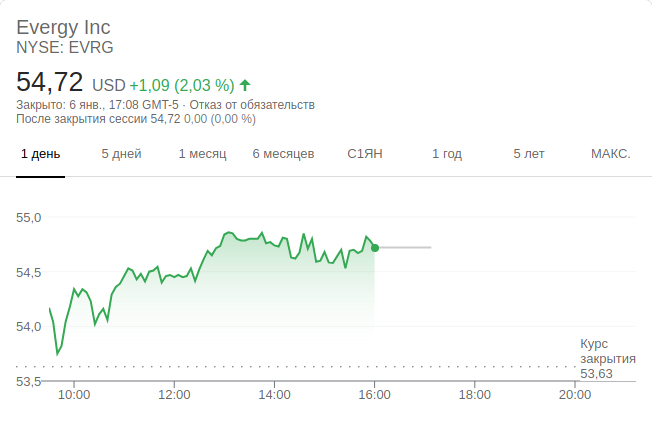 Evergy Inc
NYSE: EVRG
54,72 USD +1,09 (2,03 %)
Закрыто: 6 янв., 17:08 GMT-5 · Отказ от обязательств
После закрытия сессии 54,72 0,00 (0,00 %)
1 день 5 дней 1 месяц 6 месяцев С1ЯН 1 год 5 лет МАКС.
55,0
54,5
54,0
Курс
закрытия
53,63
53,5
10:00 12:00 14:00 16:00 18:00 20:00